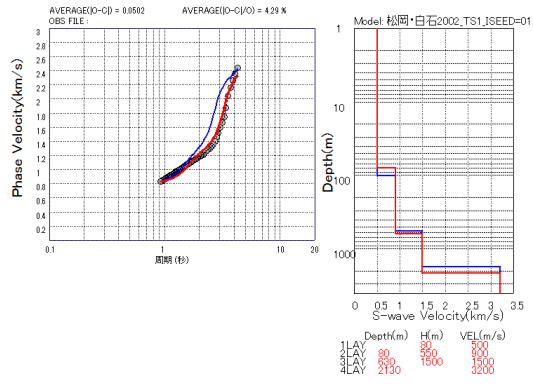 AVERAGE(|O-C|) = 0.0502 AVERAGE(|O-C|/O) = 4.29 %
OBS FILE :
Phase Velocity(km/s)
3
2.8
2.6
2.4
2.2
2
1.8
1.6
1.4
1.2
1
0.8
0.6
0.4
0.2
0.1 1 10 20
周期(秒)
Model: 松岡・白石2002_TS1_ISEED=01
Depth(m)
1
10
100
1000
0 0.5 1 1.5 2 2.5 3 3.5
S-wave Velocity(km/s)
Depth(m) H(m) VEL(m/s)
1LAY 80 500
2LAY 80 550 900
3LAY 630 1500 1500
4LAY 2130 3200